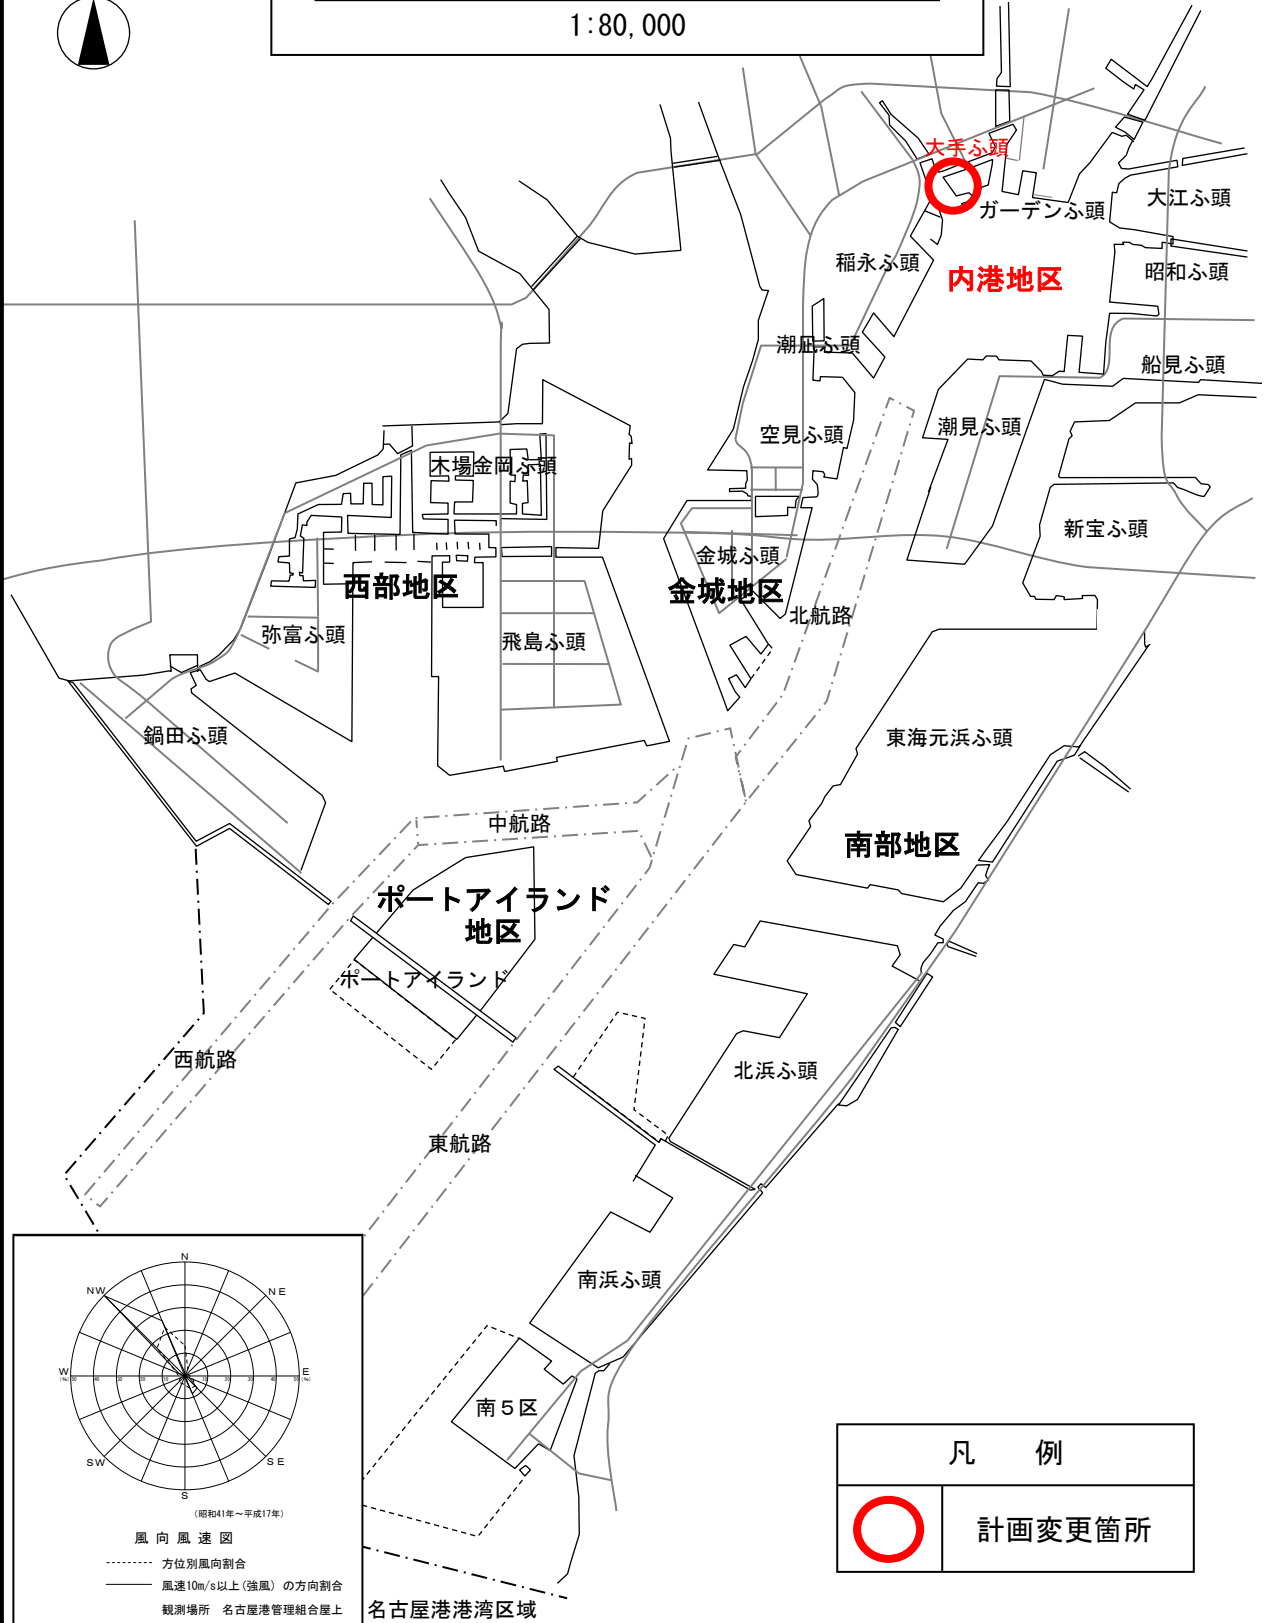 1:80,000
大手ふ頭
ガーデンふ頭
大江ふ頭
稲永ふ頭
内港地区
昭和ふ頭
潮凪ふ頭
船見ふ頭
空見ふ頭
潮見ふ頭
木場金岡ふ頭
新宝ふ頭
金城ふ頭
西部地区
金城地区
北航路
弥富ふ頭
飛島ふ頭
鍋田ふ頭
東海元浜ふ頭
中航路
南部地区
ポートアイランド
地区
ポートアイランド
西航路
北浜ふ頭
東航路
南浜ふ頭
南5区
N
NW
NE
W
E
SW
SE
S
(昭和41年～平成17年)
風向風速図
方位別風向割合
風速10m/s以上(強風)の方向割合
観測場所 名古屋港管理組合屋上
名古屋港港湾区域
凡 例
計画変更箇所